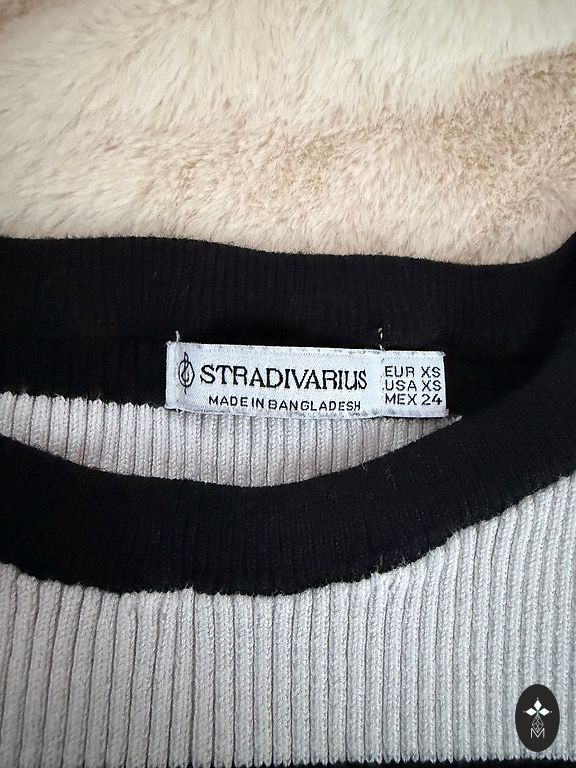 STRADIVARIUS
MADE IN BANGLADESH
EUR XS
USA XS
MEX 24
M